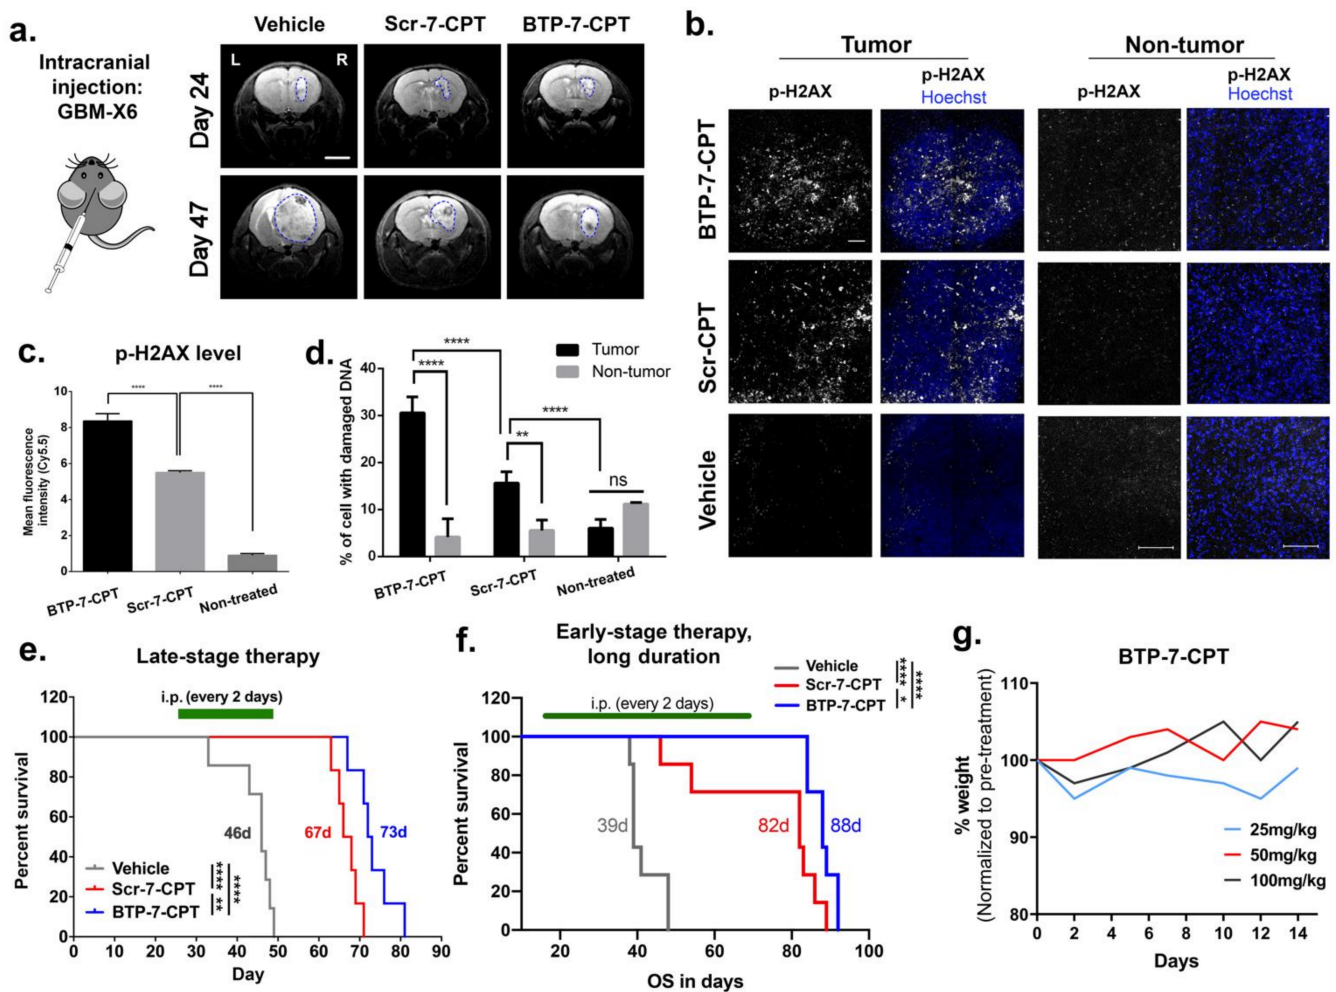 a.
Intracranial
injection:
GBM-X6
Vehicle
Scr-7-CPT
BTP-7-CPT
L
R
Day 24
Day 47
b.
Tumor
Non-tumor
p-H2AX
p-H2AX
Hoechst
p-H2AX
p-H2AX
Hoechst
BTP-7-CPT
Scr-CPT
Vehicle
c.
p-H2AX level
Mean fluorescence
intensity (Cy5.5)
10
8
6
4
2
0
****
****
BTP-7-CPT
Scr-7-CPT
Non-treated
d.
Tumor
Non-tumor
% of cell with damaged DNA
40
30
20
10
0
****
****
****
**
ns
BTP-7-CPT
Scr-7-CPT
Non-treated
e.
Late-stage therapy
i.p. (every 2 days)
Percent survival
120
100
80
60
40
20
0
46d
67d
73d
Vehicle
Scr-7-CPT
BTP-7-CPT
****
**
****
0 10 20 30 40 50 60 70 80 90
Day
f.
Early-stage therapy,
long duration
Vehicle
Scr-7-CPT
BTP-7-CPT
****
*
****
i.p. (every 2 days)
Percent survival
120
100
80
60
40
20
0
39d
82d
88d
20 40 60 80 100
OS in days
g.
BTP-7-CPT
% weight
(Normalized to pre-treatment)
110
100
90
80
25mg/kg
50mg/kg
100mg/kg
0 2 4 6 8 10 12 14
Days